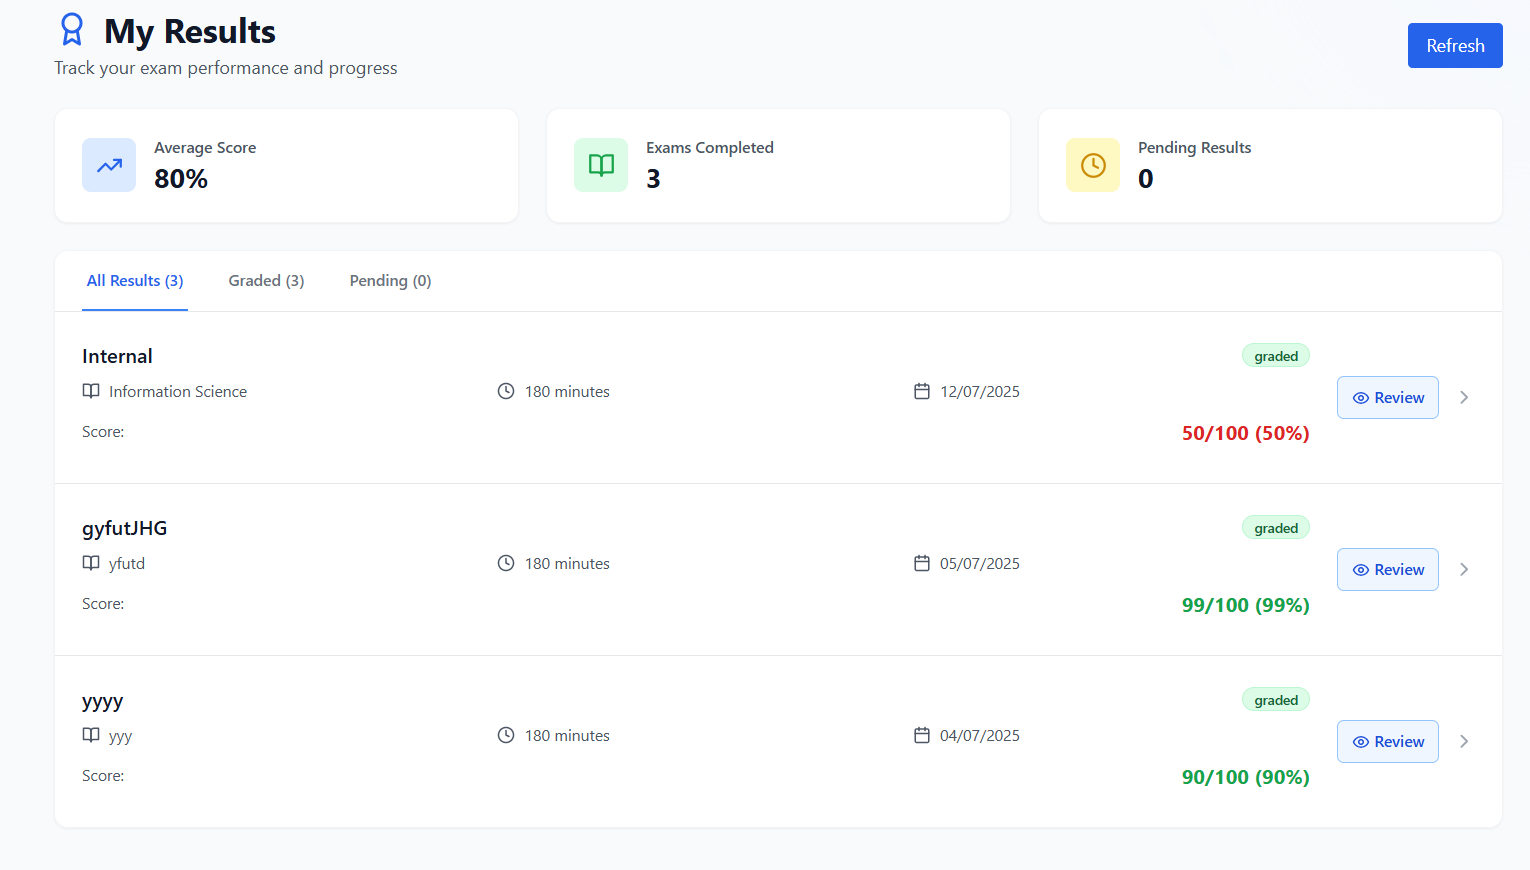 My Results
Track your exam performance and progress
Refresh
Average Score
80%
Exams Completed
3
Pending Results
0
All Results (3) Graded (3) Pending (0)
Internal
graded
Information Science 180 minutes 12/07/2025
Review
Score: 50/100 (50%)
gyfutJHG
graded
yfutd 180 minutes 05/07/2025
Review
Score: 99/100 (99%)
yyyy
graded
yyy 180 minutes 04/07/2025
Review
Score: 90/100 (90%)